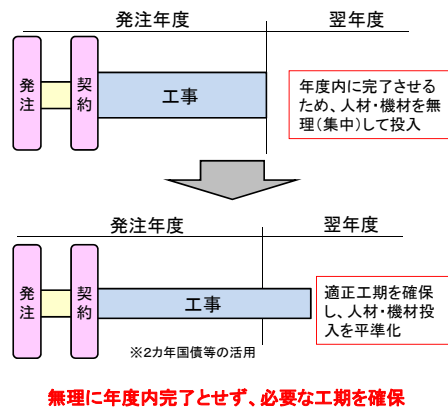 発注年度 翌年度
発注
契約
工事
年度内に完了させる
ため、人材・機材を無
理(集中)して投入
発注年度 翌年度
発注
契約
工事
適正工期を確保
し、人材・機材投
入を平準化
※2カ年国債等の活用
無理に年度内完了とせず、必要な工期を確保